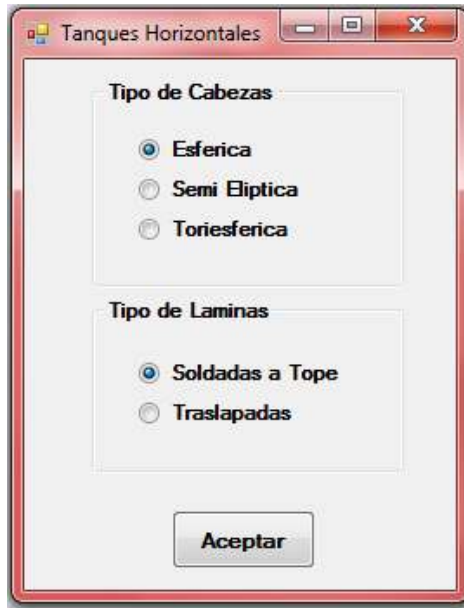 Tanques Horizontales
Tipo de Cabezas
Esferica
Semi Eliptica
Toriesferica
Tipo de Laminas
Soldadas a Tope
Traslapadas
Aceptar